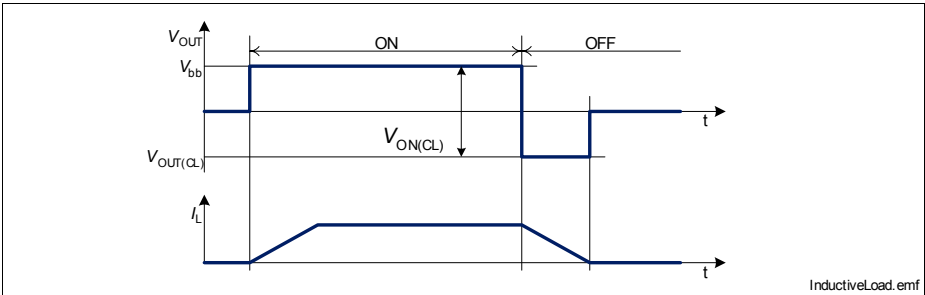 VOUT
ON
OFF
Vbb
t
VON(CL)
VOUT(CL)
IL
t
InductiveLoad.emf